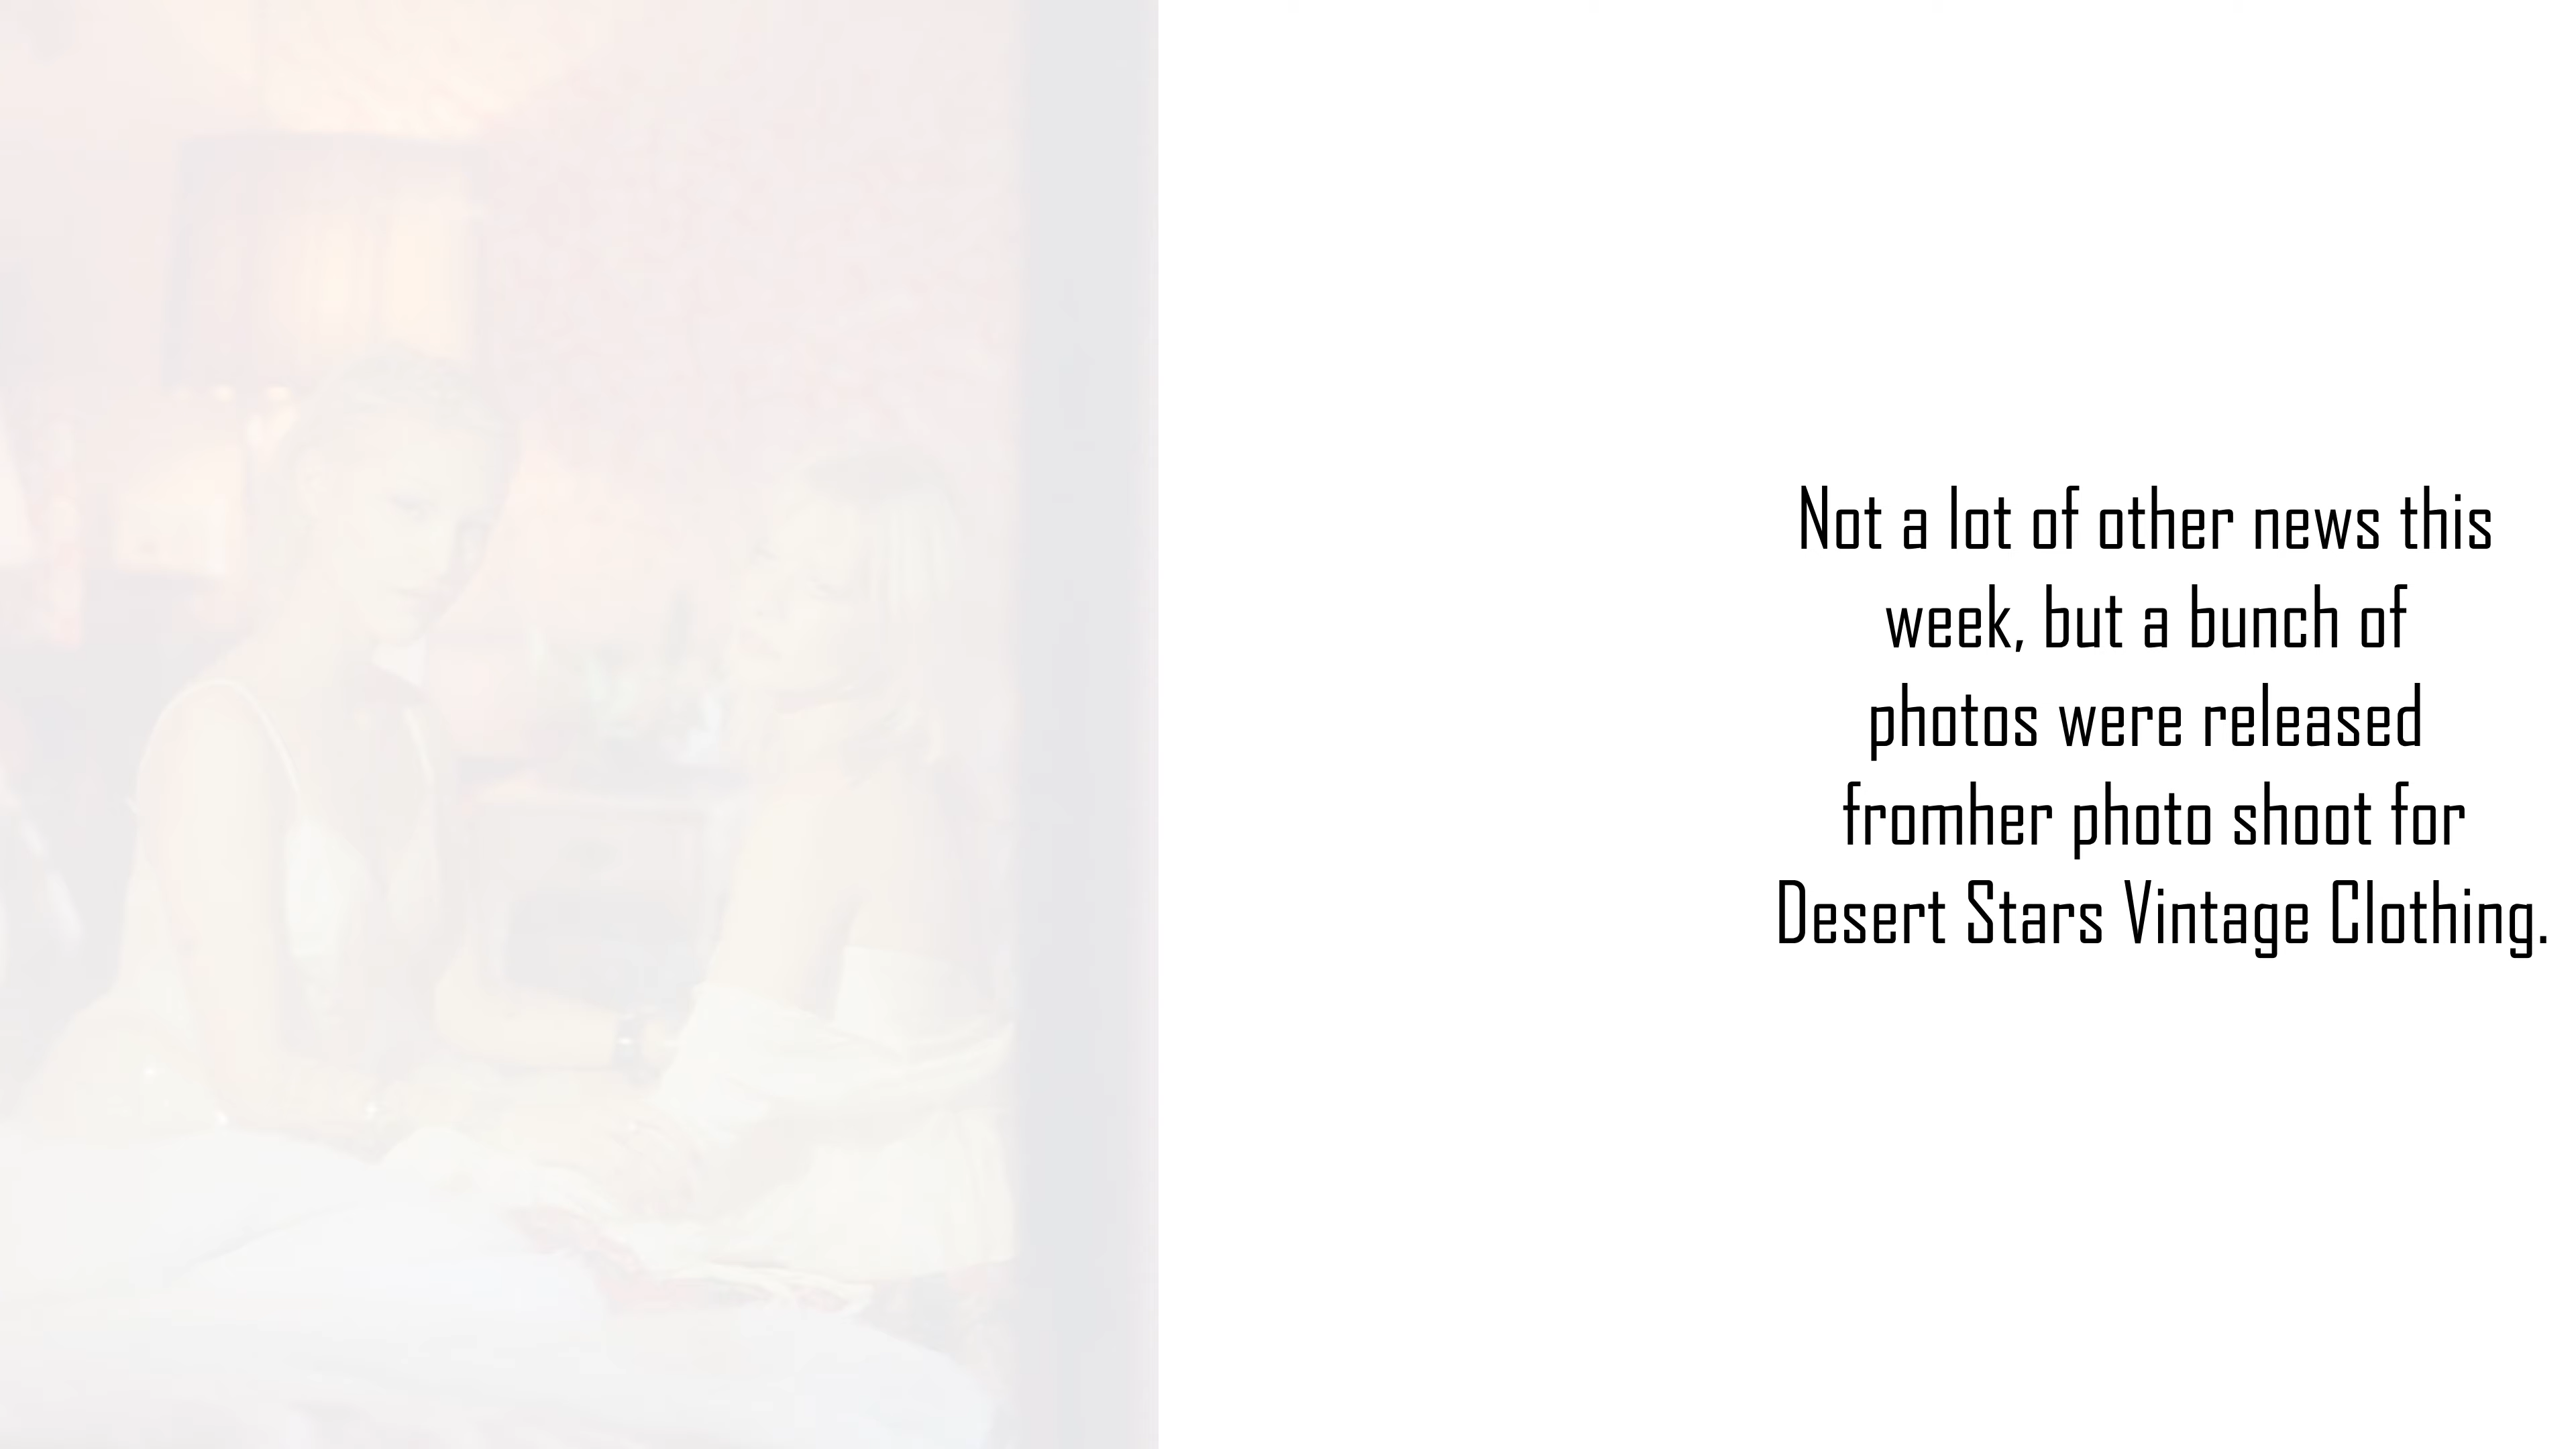 Not a lot of other news this
week, but a bunch of
photos were released
fromher photo shoot for
Desert Stars Vintage Clothing.